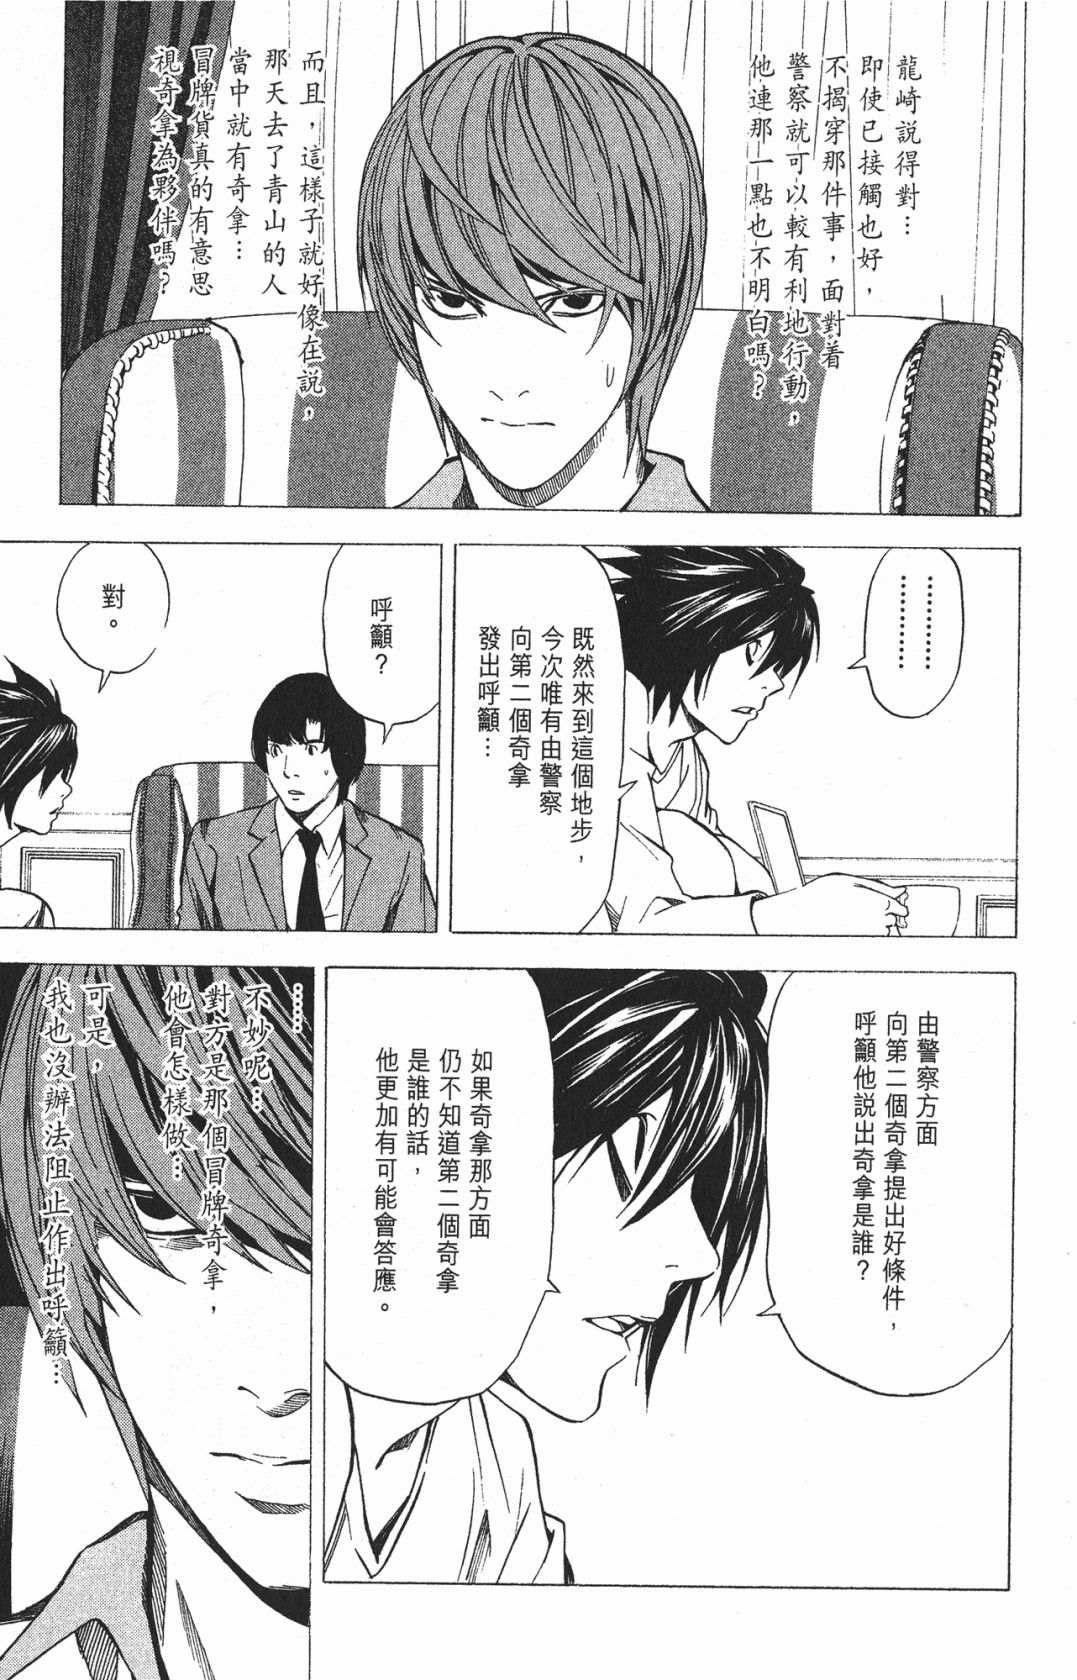 龍崎說得對…
即使已接觸也好，
不揭穿那件事，面對着
警察就可以較有利地行動，
他連那一點也不明白嗎？
而且，這樣子就好像在說，
那天去了青山的人
當中就有奇拿…
冒牌貨真的有意思
視奇拿為夥伴嗎？
………
………
既然來到這個地步，
今次唯有由警察
向第二個奇拿
發出呼籲…
呼籲？
對。
由警察方面
向第二個奇拿提出好條件，
呼籲他說出奇拿是誰？
如果奇拿那方面
仍不知道第二個奇拿
是誰的話，
他更加有可能會答應。
……
不妙呢…
對方是那個冒牌奇拿，
他會怎樣做…
可是，
我也沒辦法阻止作出呼籲…